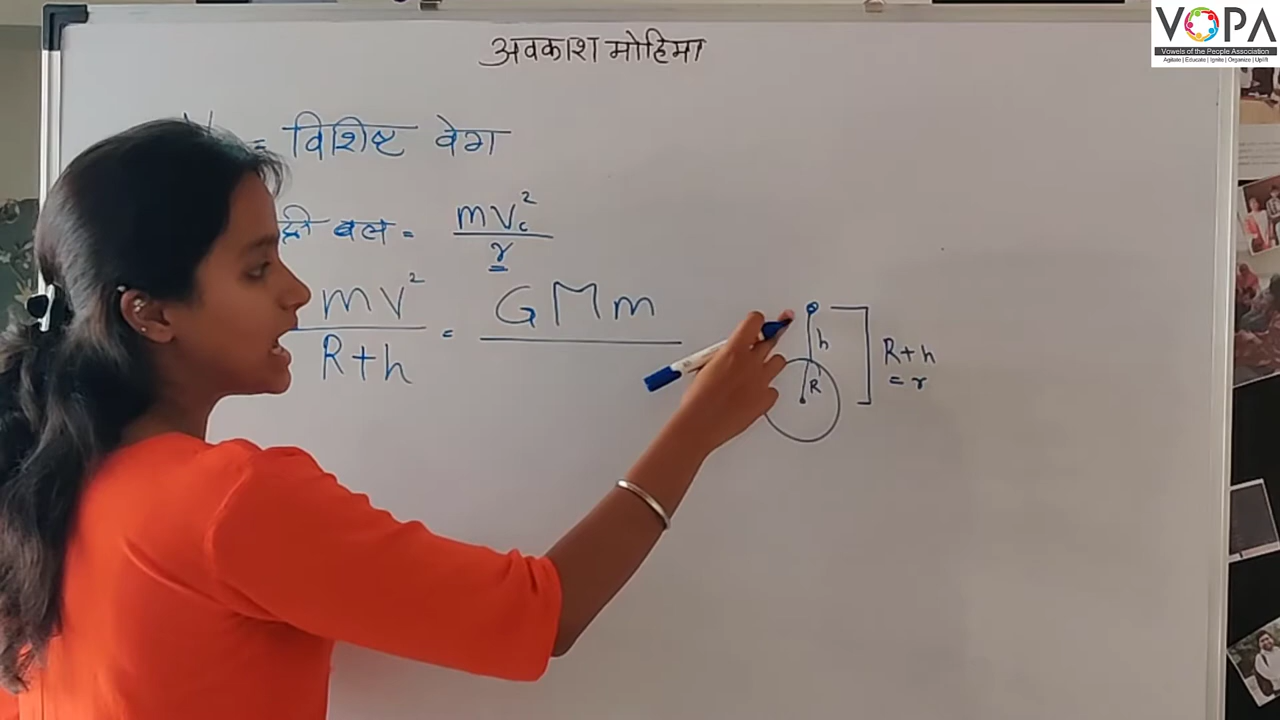 VOPA
Vowels of the People Association
Agitate | Educate | Ignite | Organize | Uplift
अवकाश मोहिमा
= विशिष्ट वेग
बल = mVc²/r
mV²/R+h = GMm
h
R
R+h
= r